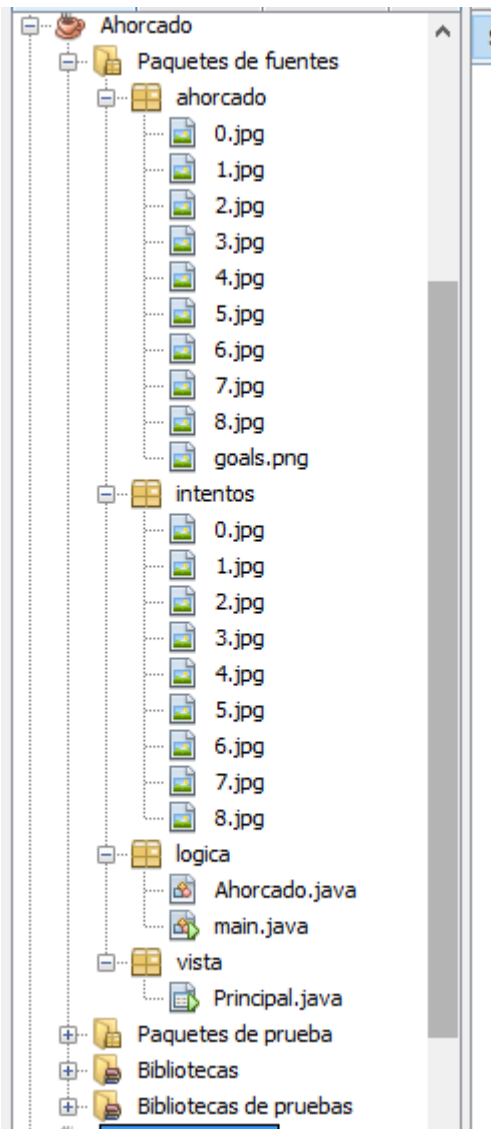 Ahorcado
Paquetes de fuentes
ahorcado
0.jpg
1.jpg
2.jpg
3.jpg
4.jpg
5.jpg
6.jpg
7.jpg
8.jpg
goals.png
intentos
0.jpg
1.jpg
2.jpg
3.jpg
4.jpg
5.jpg
6.jpg
7.jpg
8.jpg
logica
Ahorcado.java
main.java
vista
Principal.java
Paquetes de prueba
Bibliotecas
Bibliotecas de pruebas